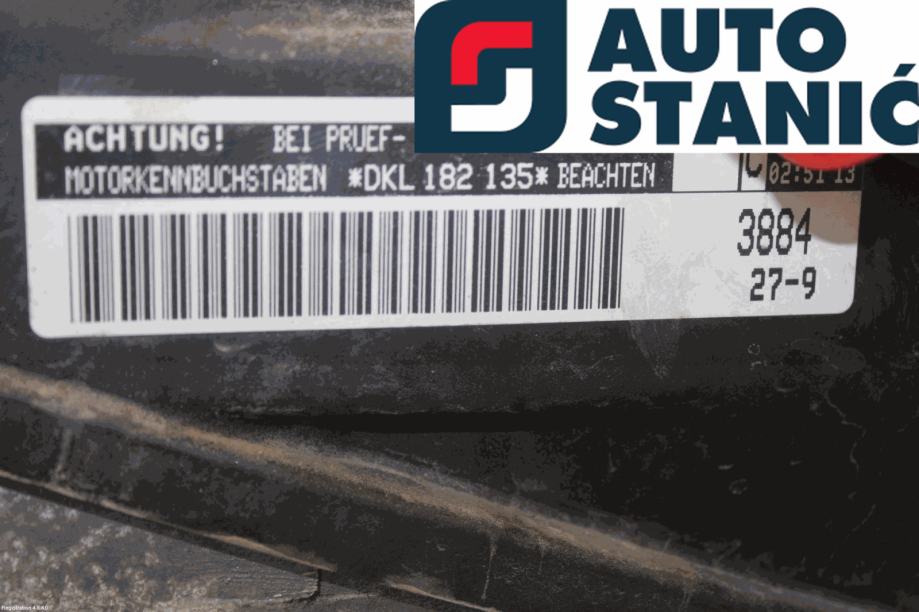 AUTO
STANIĆ
ACHTUNG! BEI PRUEF-
MOTORKENNBUCHSTABEN *DKL 182 135* BEACHTEN
C 02:51 13
3884
27-9